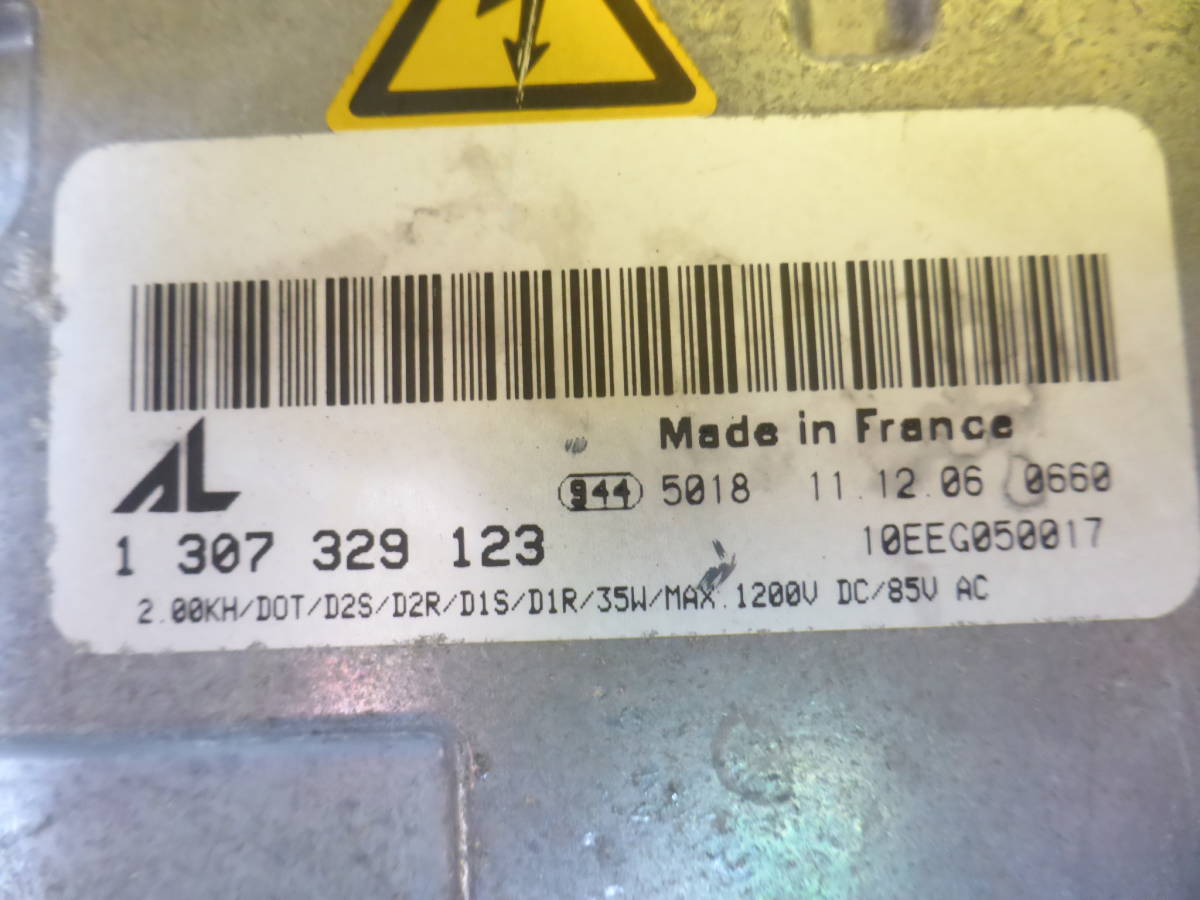 Made in France
AL
944 5018 11.12.06 0660
1 307 329 123
10EEG050017
2.00KH/DOT/D2S/D2R/D1S/D1R/35W/MAX.1200V DC/85V AC